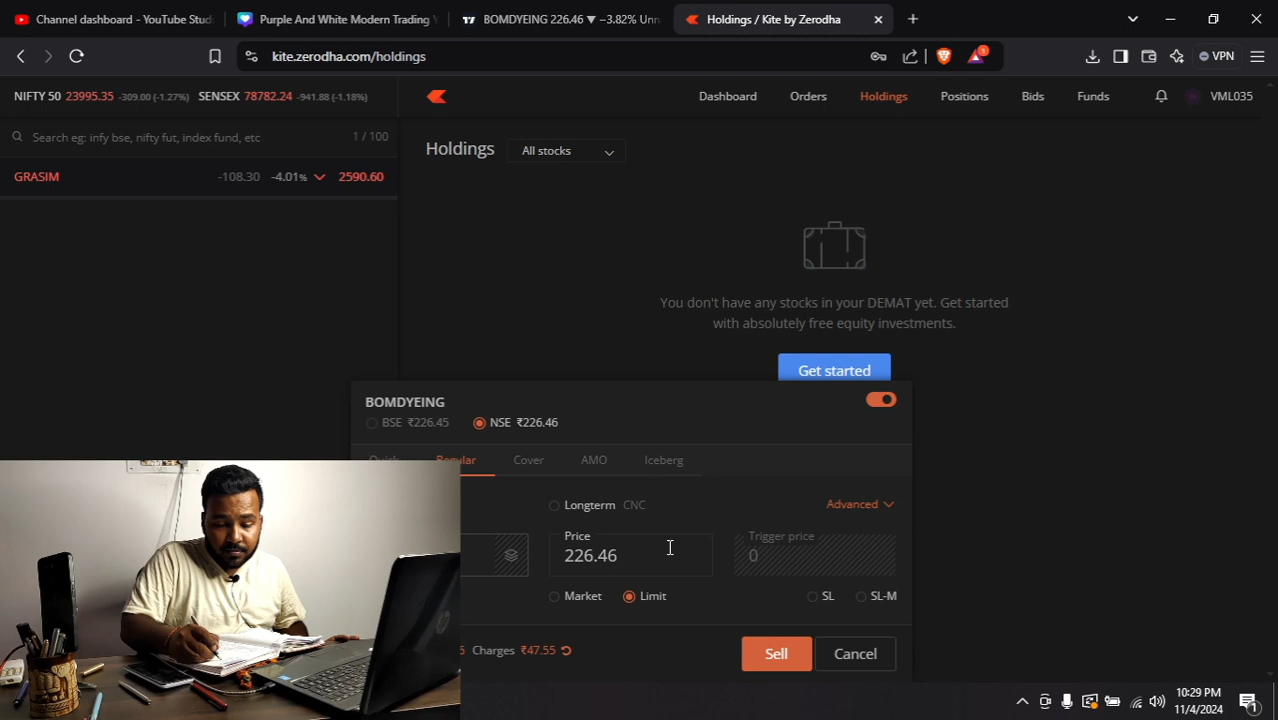 Channel dashboard - YouTube Stud
Purple And White Modern Trading Y
BOMDYEING 226.46 ▼ −3.82% Unn
Holdings / Kite by Zerodha
kite.zerodha.com/holdings
VPN
NIFTY 50 23995.35 -309.00 (-1.27%) SENSEX 78782.24 -941.88 (-1.18%)
Dashboard Orders Holdings Positions Bids Funds VML035
Search eg: infy bse, nifty fut, index fund, etc 1 / 100
Holdings All stocks
GRASIM -108.30 -4.01% 2590.60
You don't have any stocks in your DEMAT yet. Get started
with absolutely free equity investments.
Get started
BOMDYEING
BSE ₹226.45 NSE ₹226.46
Regular Cover AMO Iceberg
Longterm CNC Advanced
Price Trigger price
226.46 0
Market Limit SL SL-M
Charges ₹47.55 Sell Cancel
10:29 PM
11/4/2024